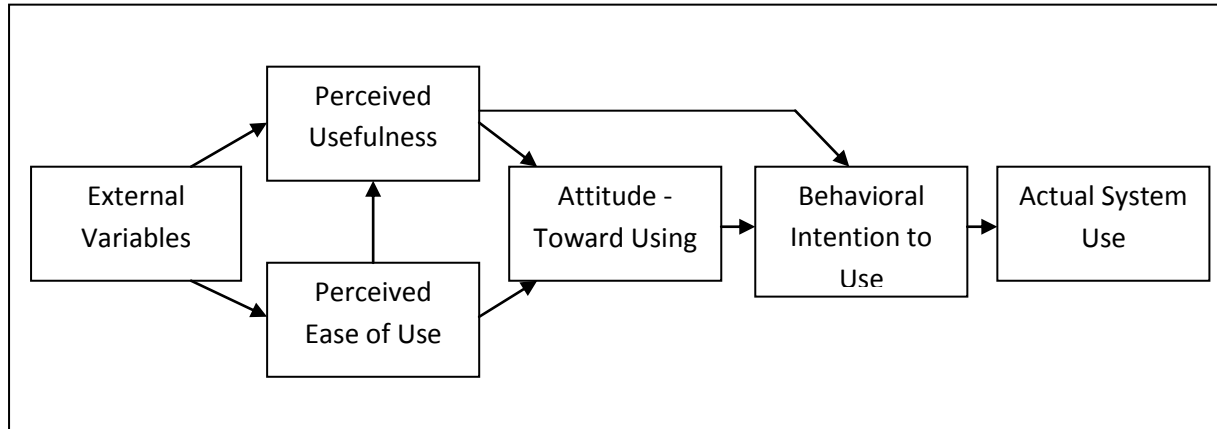 External
Variables
Perceived
Usefulness
Perceived
Ease of Use
Attitude -
Toward Using
Behavioral
Intention to
Use
Actual System
Use